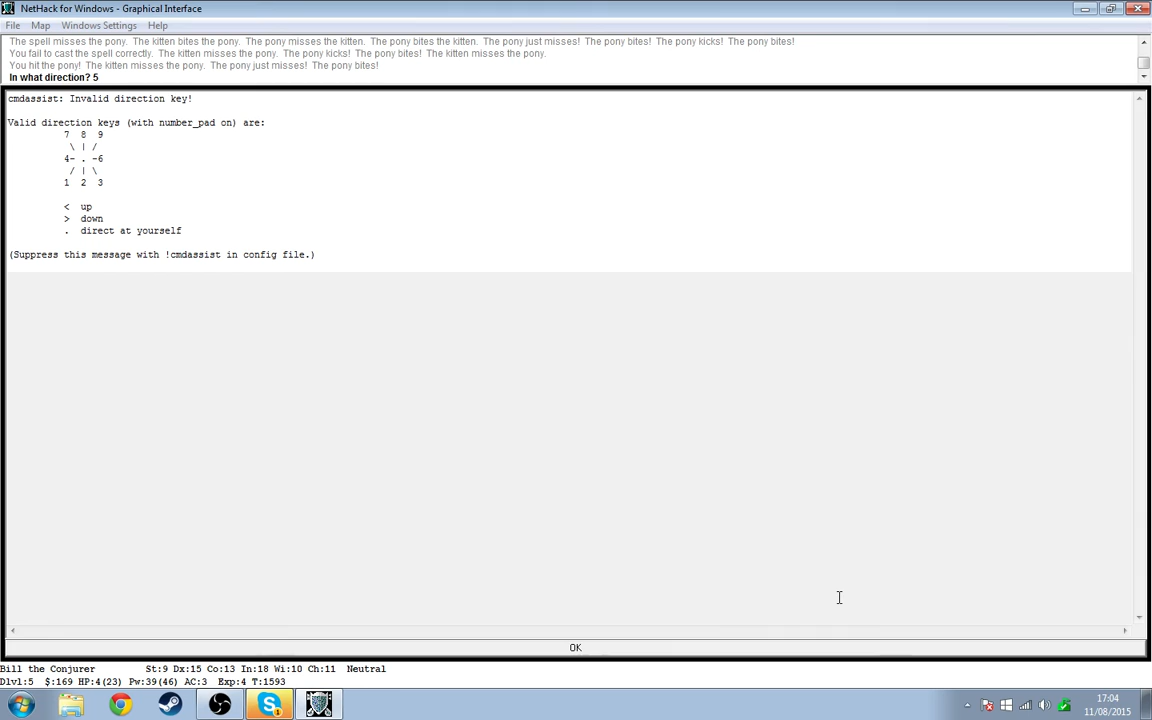 NetHack for Windows - Graphical Interface
File Map Windows Settings Help
The spell misses the pony. The kitten bites the pony. The pony misses the kitten. The pony bites the kitten. The pony just misses! The pony bites! The pony kicks! The pony bites!
You fail to cast the spell correctly. The kitten misses the pony. The pony kicks! The pony bites! The kitten misses the pony.
You hit the pony! The kitten misses the pony. The pony just misses! The pony bites!
In what direction? 5
cmdassist: Invalid direction key!
Valid direction keys (with number_pad on) are:
7 8 9
\ | /
4- . -6
/ | \
1 2 3
< up
> down
. direct at yourself
(Suppress this message with !cmdassist in config file.)
OK
Bill the Conjurer St:9 Dx:15 Co:13 In:18 Wi:10 Ch:11 Neutral
Dlvl:5 $:169 HP:4(23) Pw:39(46) AC:3 Exp:4 T:1593
17:04
11/08/2015